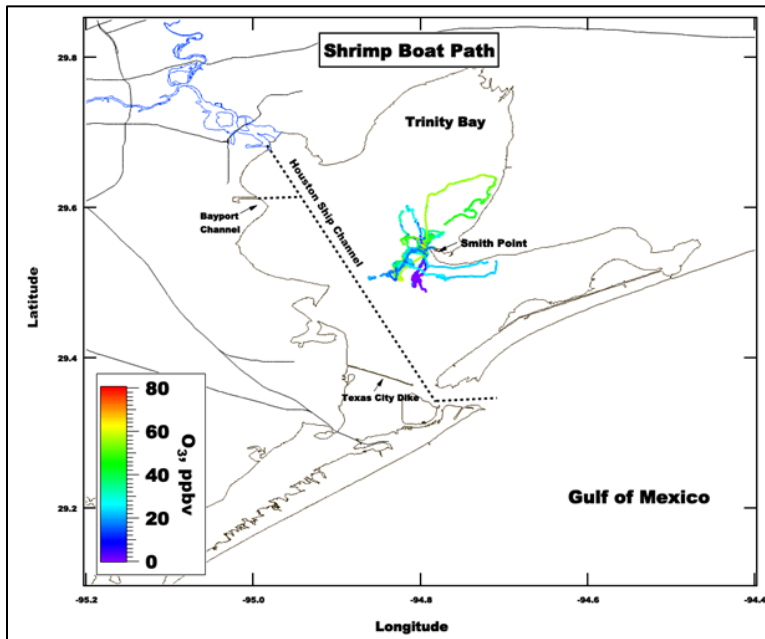 Shrimp Boat Path
29.8
29.6
29.4
29.2
Latitude
Trinity Bay
Houston Ship Channel
Bayport
Channel
Smith Point
Texas City Dike
Gulf of Mexico
80
60
40
20
0
O3, ppbv
-95.2
-95.0
-94.8
-94.6
-94.4
Longitude